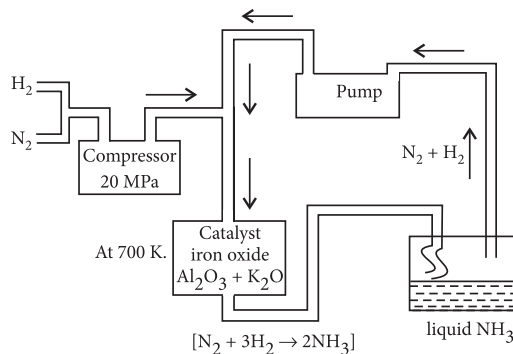 H₂
N₂
Compressor
20 MPa
Pump
N₂ + H₂
At 700 K.
Catalyst
iron oxide
Al₂O₃ + K₂O
liquid NH₃
[N₂ + 3H₂ → 2NH₃]